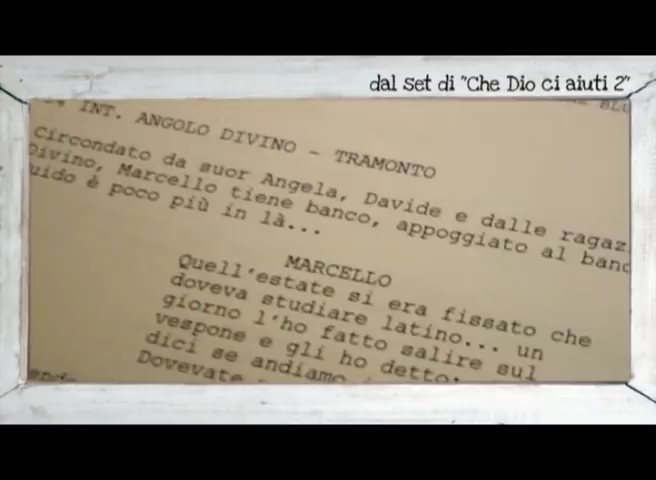 dal set di "Che Dio ci aiuti 2"
INT. ANGOLO DIVINO - TRAMONTO
Circondato da suor Angela, Davide e dalle ragaz
Divino, Marcello tiene banco, appoggiato al banc
uido è poco più in là...
MARCELLO
Quell'estate si era fissato che
doveva studiare latino... un
giorno l'ho fatto salire sul
vespone e gli ho detto:
dici se andiamo
Dovevate